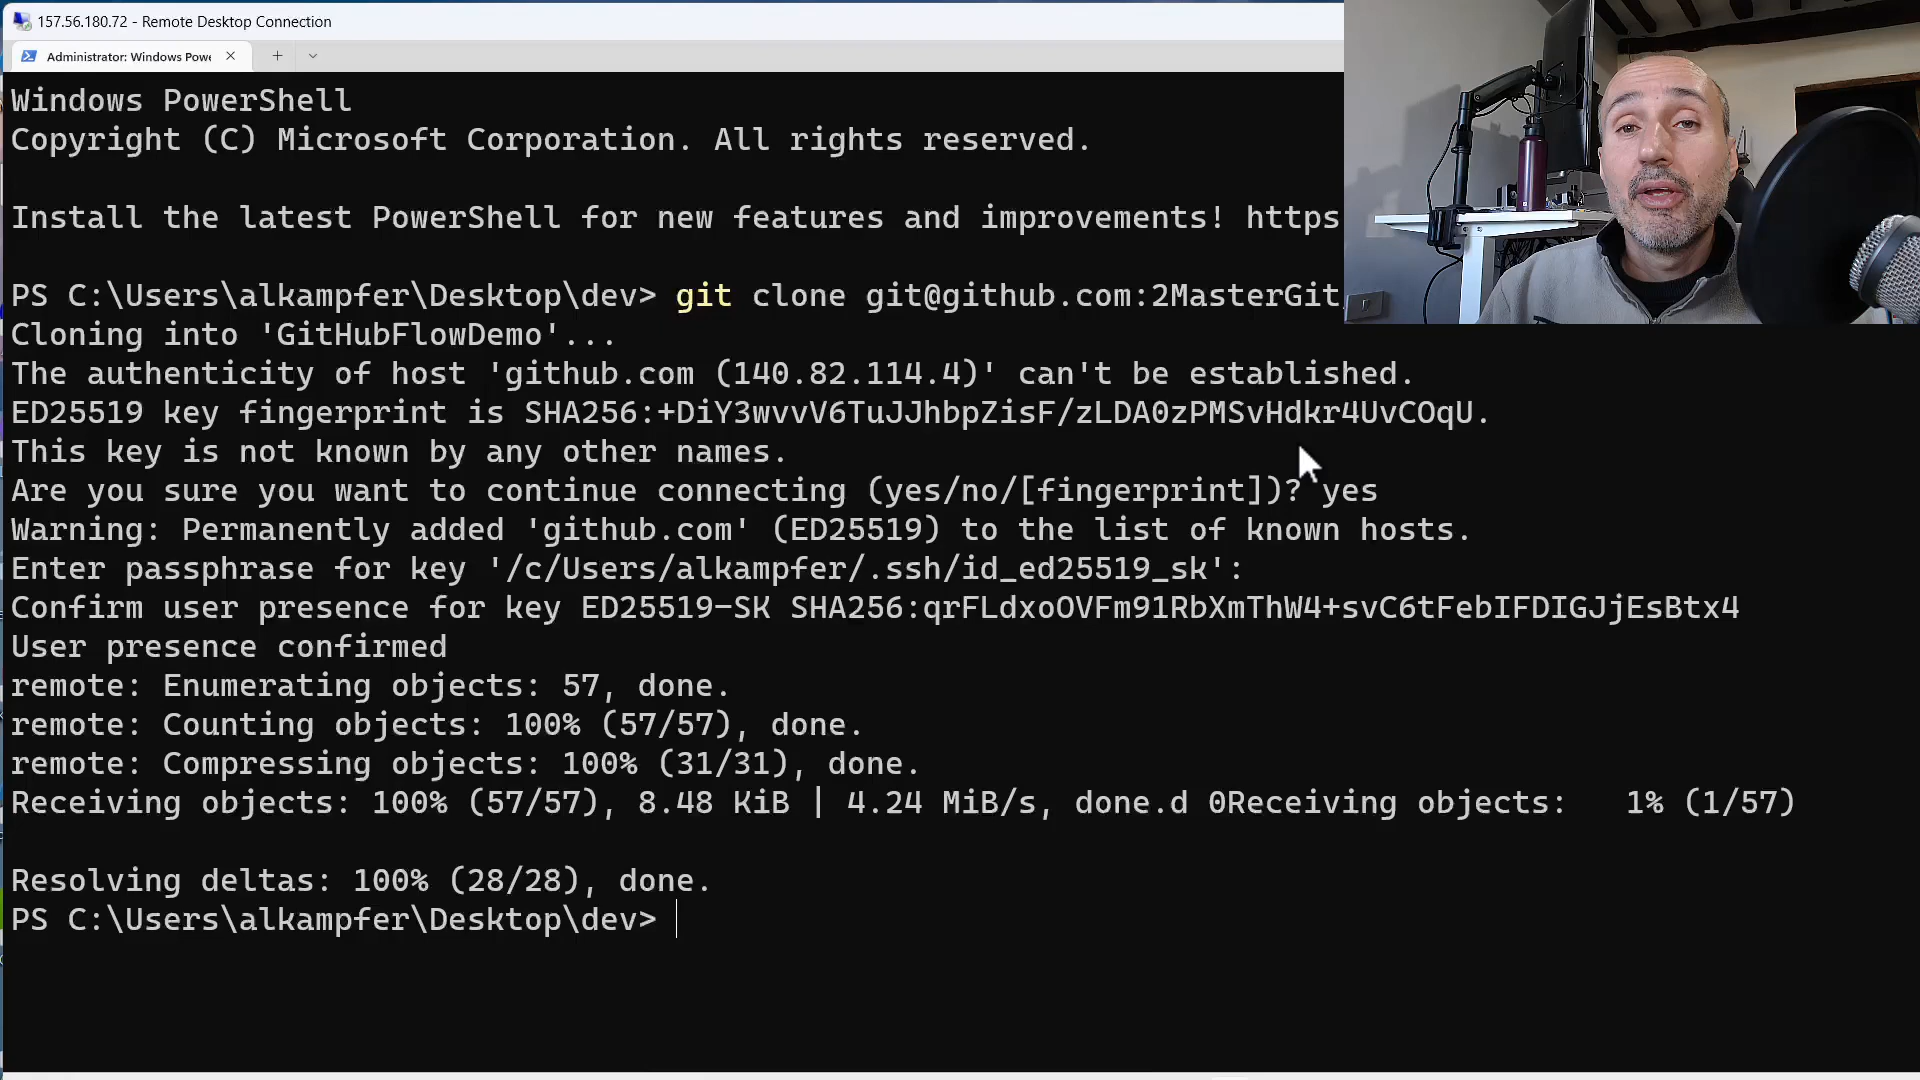 157.56.180.72 - Remote Desktop Connection
Administrator: Windows Powe
Windows PowerShell
Copyright (C) Microsoft Corporation. All rights reserved.
Install the latest PowerShell for new features and improvements! https
PS C:\Users\alkampfer\Desktop\dev> git clone git@github.com:2MasterGit
Cloning into 'GitHubFlowDemo'...
The authenticity of host 'github.com (140.82.114.4)' can't be established.
ED25519 key fingerprint is SHA256:+DiY3wvvV6TuJJhbpZisF/zLDA0zPMSvHdkr4UvCOqU.
This key is not known by any other names.
Are you sure you want to continue connecting (yes/no/[fingerprint])? yes
Warning: Permanently added 'github.com' (ED25519) to the list of known hosts.
Enter passphrase for key '/c/Users/alkampfer/.ssh/id_ed25519_sk':
Confirm user presence for key ED25519-SK SHA256:qrFLdxoOVFm91RbXmThW4+svC6tFebIFDIGJjEsBtx4
User presence confirmed
remote: Enumerating objects: 57, done.
remote: Counting objects: 100% (57/57), done.
remote: Compressing objects: 100% (31/31), done.
Receiving objects: 100% (57/57), 8.48 KiB | 4.24 MiB/s, done.d 0Receiving objects:   1% (1/57)
Resolving deltas: 100% (28/28), done.
PS C:\Users\alkampfer\Desktop\dev>